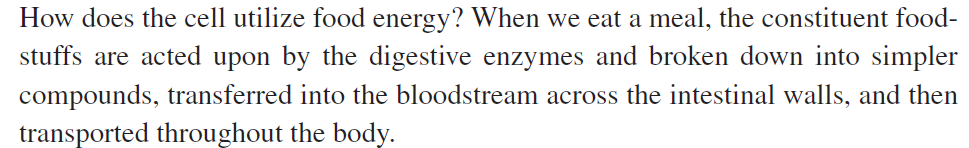 How does the cell utilize food energy? When we eat a meal, the constituent food-
stuffs are acted upon by the digestive enzymes and broken down into simpler
compounds, transferred into the bloodstream across the intestinal walls, and then
transported throughout the body.